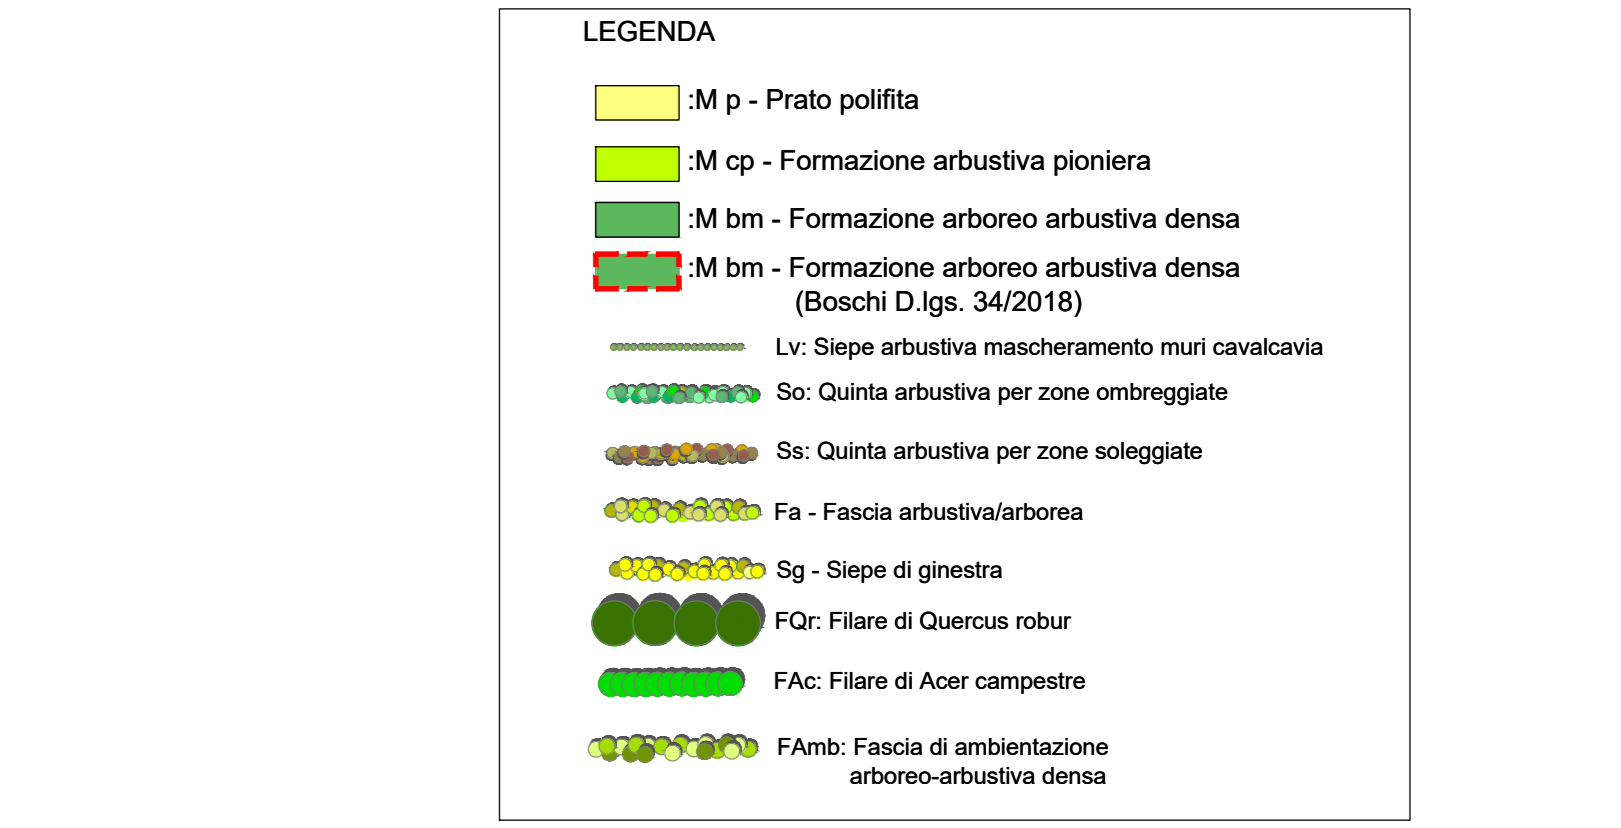 LEGENDA
:M p - Prato polifita
:M cp - Formazione arbustiva pioniera
:M bm - Formazione arboreo arbustiva densa
:M bm - Formazione arboreo arbustiva densa
(Boschi D.lgs. 34/2018)
Lv: Siepe arbustiva mascheramento muri cavalcavia
So: Quinta arbustiva per zone ombreggiate
Ss: Quinta arbustiva per zone soleggiate
Fa - Fascia arbustiva/arborea
Sg - Siepe di ginestra
FQr: Filare di Quercus robur
FAc: Filare di Acer campestre
FAmb: Fascia di ambientazione
arboreo-arbustiva densa